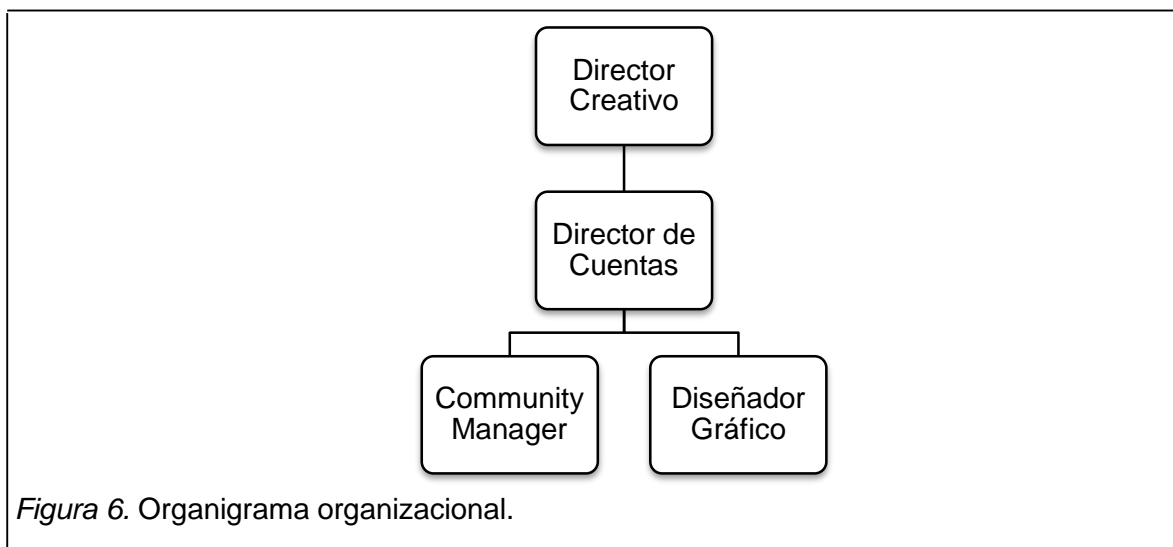 Director
Creativo
Director de
Cuentas
Community
Manager
Diseñador
Gráfico
Figura 6. Organigrama organizacional.